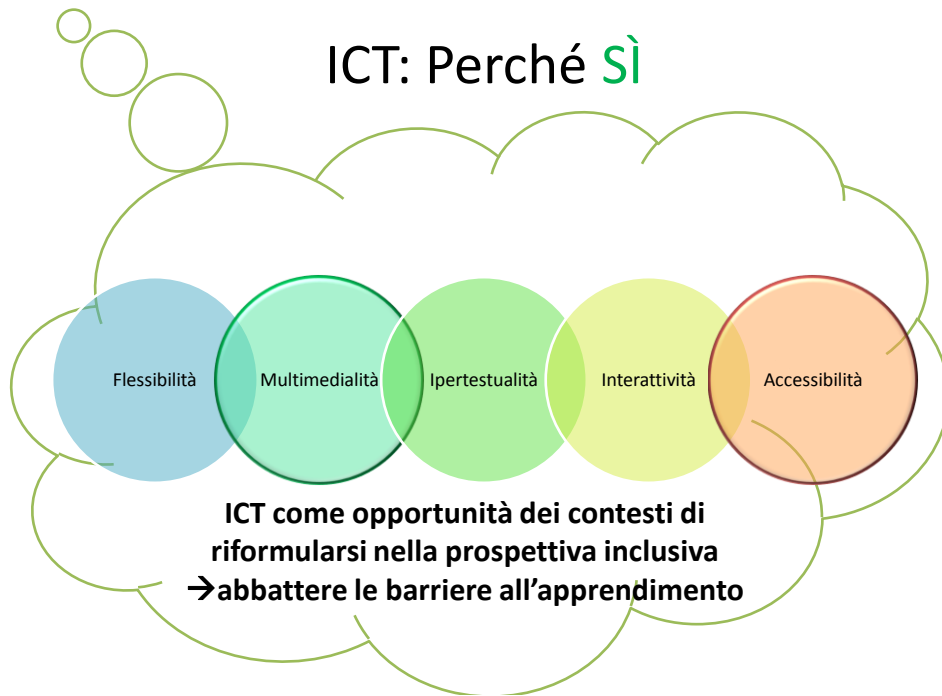 ICT: Perché SÌ
Flessibilità
Multimedialità
Ipertestualità
Interattività
Accessibilità
ICT come opportunità dei contesti di
riformularsi nella prospettiva inclusiva
→abbattere le barriere all’apprendimento